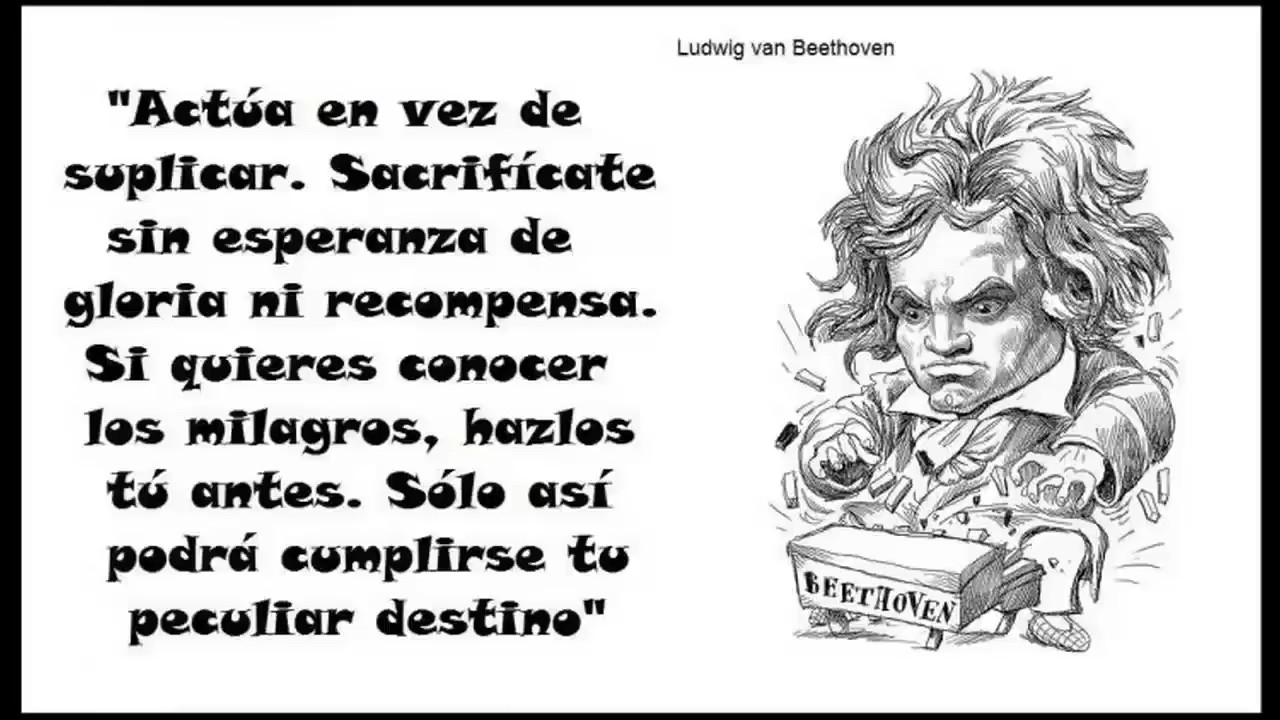 Ludwig van Beethoven
"Actúa en vez de
suplicar. Sacrifícate
sin esperanza de
gloria ni recompensa.
Si quieres conocer
los milagros, hazlos
tú antes. Sólo así
podrá cumplirse tu
peculiar destino"
BEETHOVEN